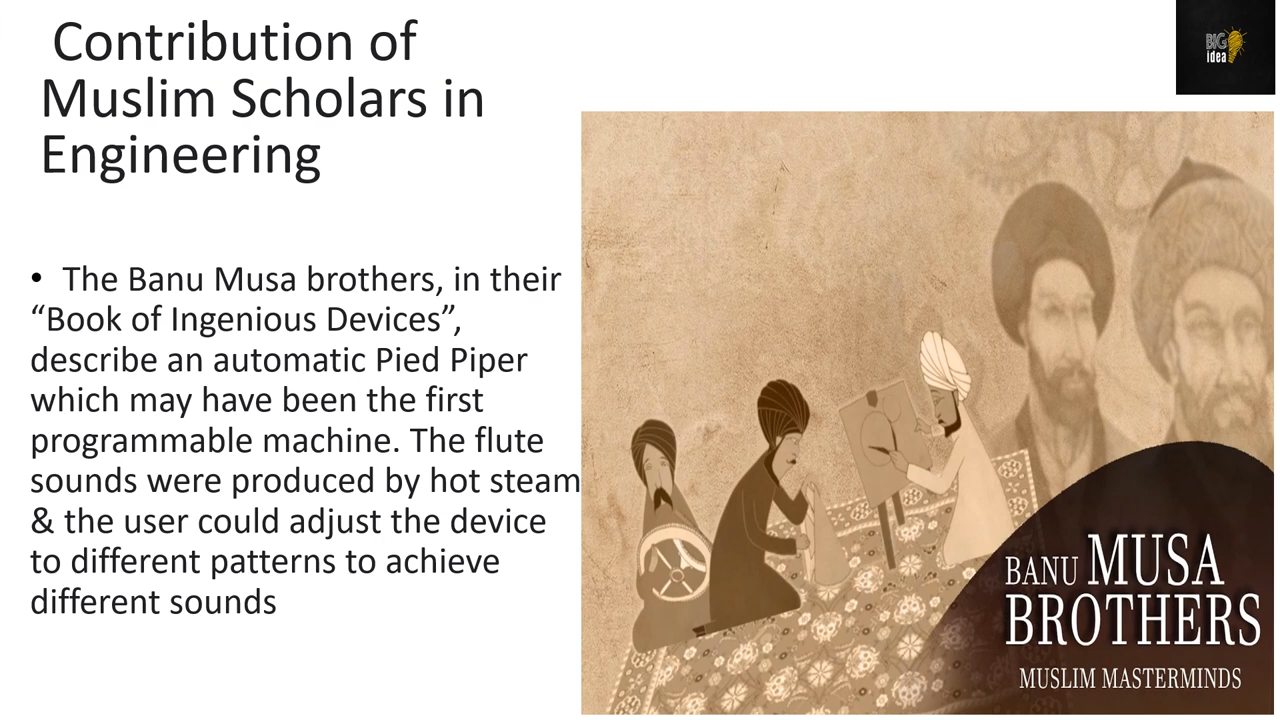 Contribution of
Muslim Scholars in
Engineering
BIG
idea
• The Banu Musa brothers, in their
“Book of Ingenious Devices”,
describe an automatic Pied Piper
which may have been the first
programmable machine. The flute
sounds were produced by hot steam
& the user could adjust the device
to different patterns to achieve
different sounds
BANU MUSA
BROTHERS
MUSLIM MASTERMINDS